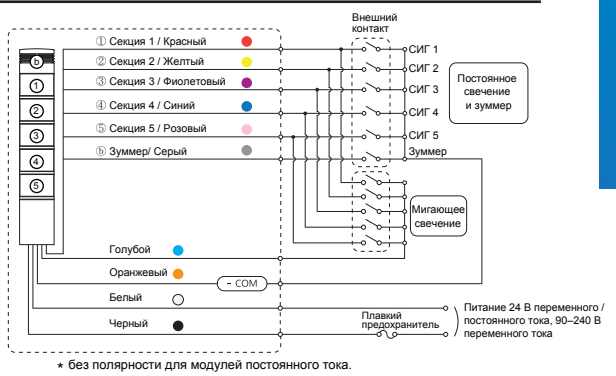 Внешний
контакт
① Секция 1 / Красный
② Секция 2 / Желтый
③ Секция 3 / Фиолетовый
④ Секция 4 / Синий
⑤ Секция 5 / Розовый
ⓑ Зуммер/ Серый
b
1
2
3
4
5
СИГ 1
СИГ 2
СИГ 3
СИГ 4
СИГ 5
Зуммер
Постоянное
свечение
и зуммер
Мигающее
свечение
Голубой
Оранжевый
- COM
Белый
Черный
Плавкий
предохранитель
Питание 24 В переменного /
постоянного тока, 90–240 В
переменного тока
* без полярности для модулей постоянного тока.